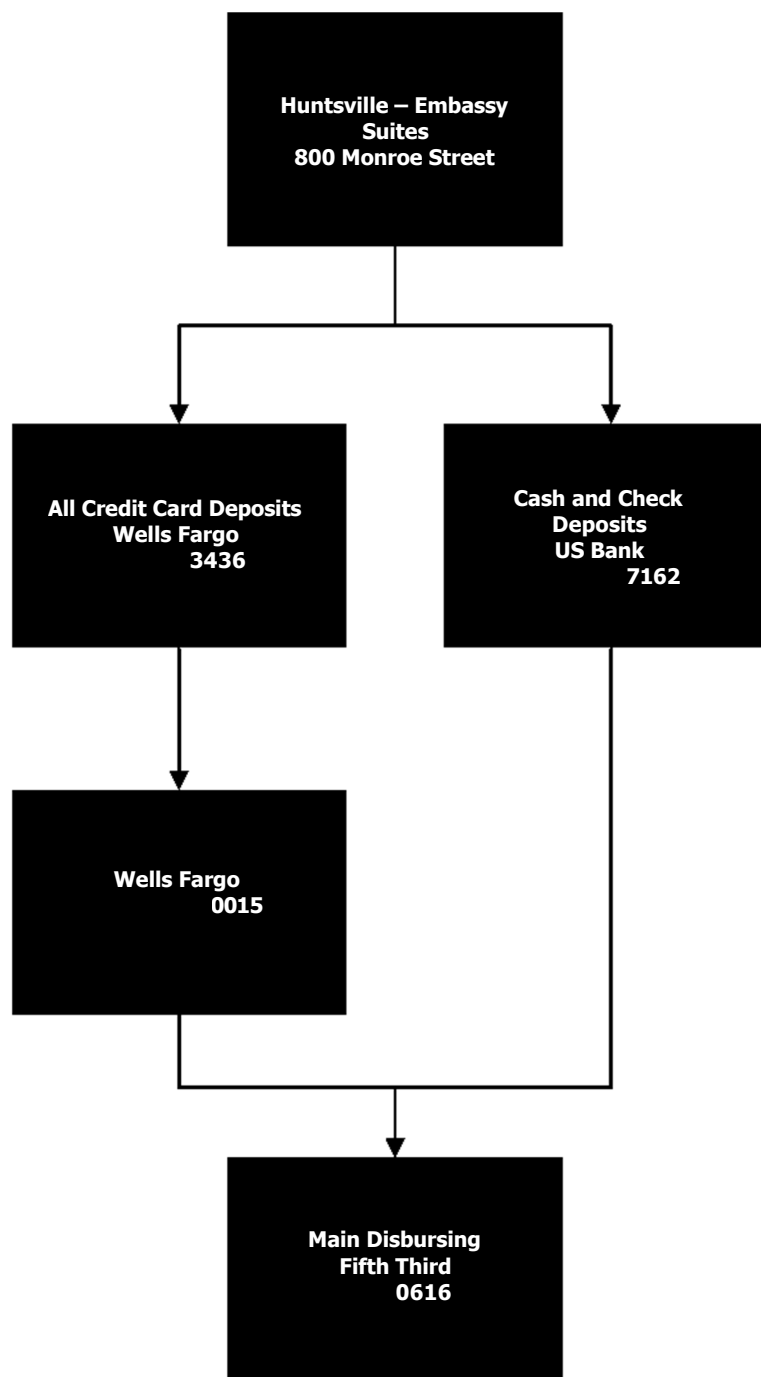 Huntsville – Embassy
Suites
800 Monroe Street
All Credit Card Deposits
Wells Fargo
3436
Cash and Check
Deposits
US Bank
7162
Wells Fargo
0015
Main Disbursing
Fifth Third
0616